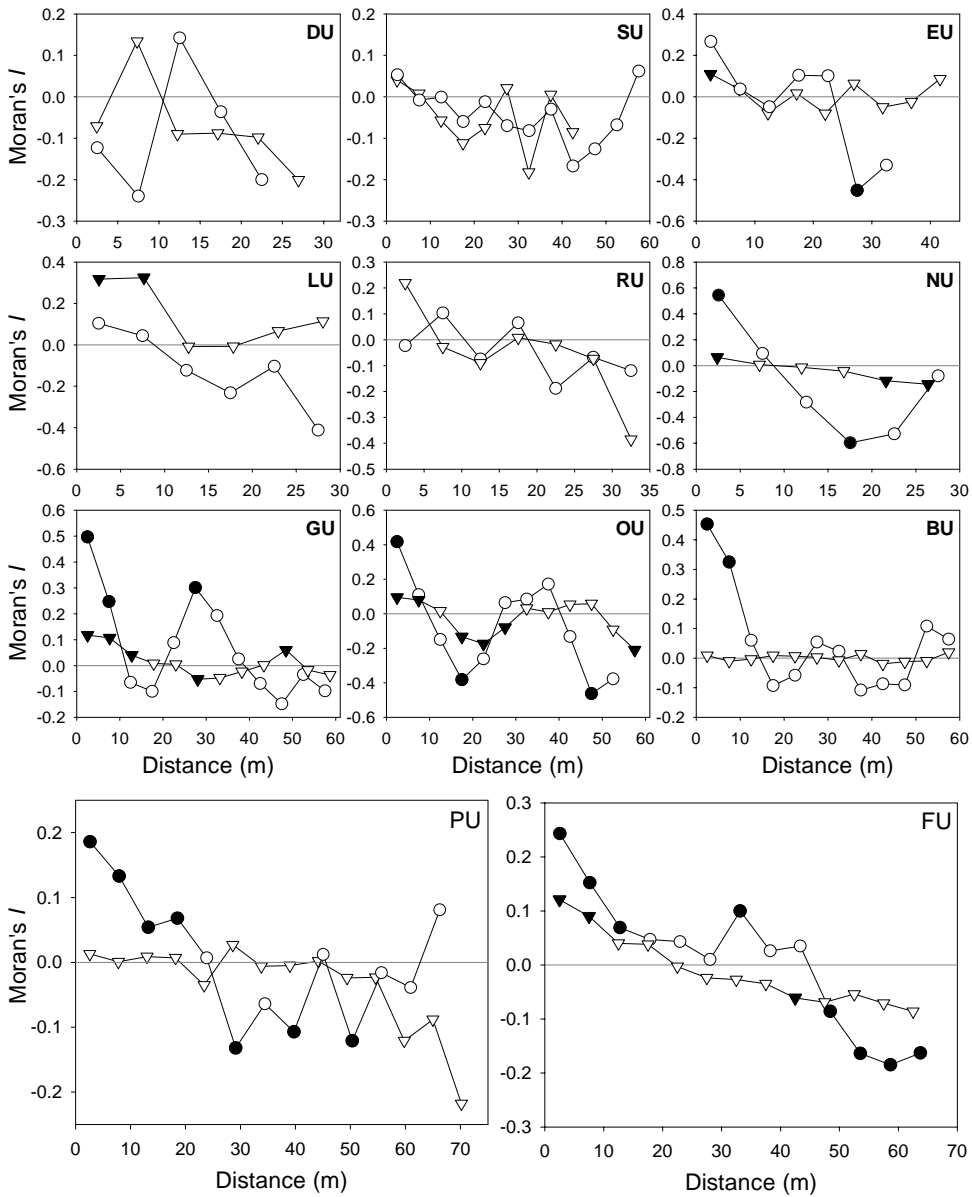 Moran's I
0.2
0.1
0.0
-0.1
-0.2
-0.3
DU
0 5 10 15 20 25 30
0.2
0.1
0.0
-0.1
-0.2
-0.3
SU
0 10 20 30 40 50 60
0.6
0.4
0.2
0.0
-0.2
-0.4
-0.6
EU
0 10 20 30 40
Moran's I
0.4
0.2
0.0
-0.2
-0.4
-0.6
LU
0 5 10 15 20 25 30
0.3
0.2
0.1
0.0
-0.1
-0.2
-0.3
-0.4
-0.5
RU
0 5 10 15 20 25 30 35
0.8
0.6
0.4
0.2
0.0
-0.2
-0.4
-0.6
-0.8
NU
0 5 10 15 20 25 30
Moran's I
0.6
0.5
0.4
0.3
0.2
0.1
0.0
-0.1
-0.2
GU
0 10 20 30 40 50 60
Distance (m)
0.6
0.4
0.2
0.0
-0.2
-0.4
-0.6
OU
0 10 20 30 40 50 60
Distance (m)
0.5
0.4
0.3
0.2
0.1
0.0
-0.1
-0.2
BU
0 10 20 30 40 50 60
Distance (m)
Moran's I
0.2
0.1
0.0
-0.1
-0.2
PU
0 10 20 30 40 50 60 70
Distance (m)
0.3
0.2
0.1
0.0
-0.1
-0.2
-0.3
FU
0 10 20 30 40 50 60 70
Distance (m)